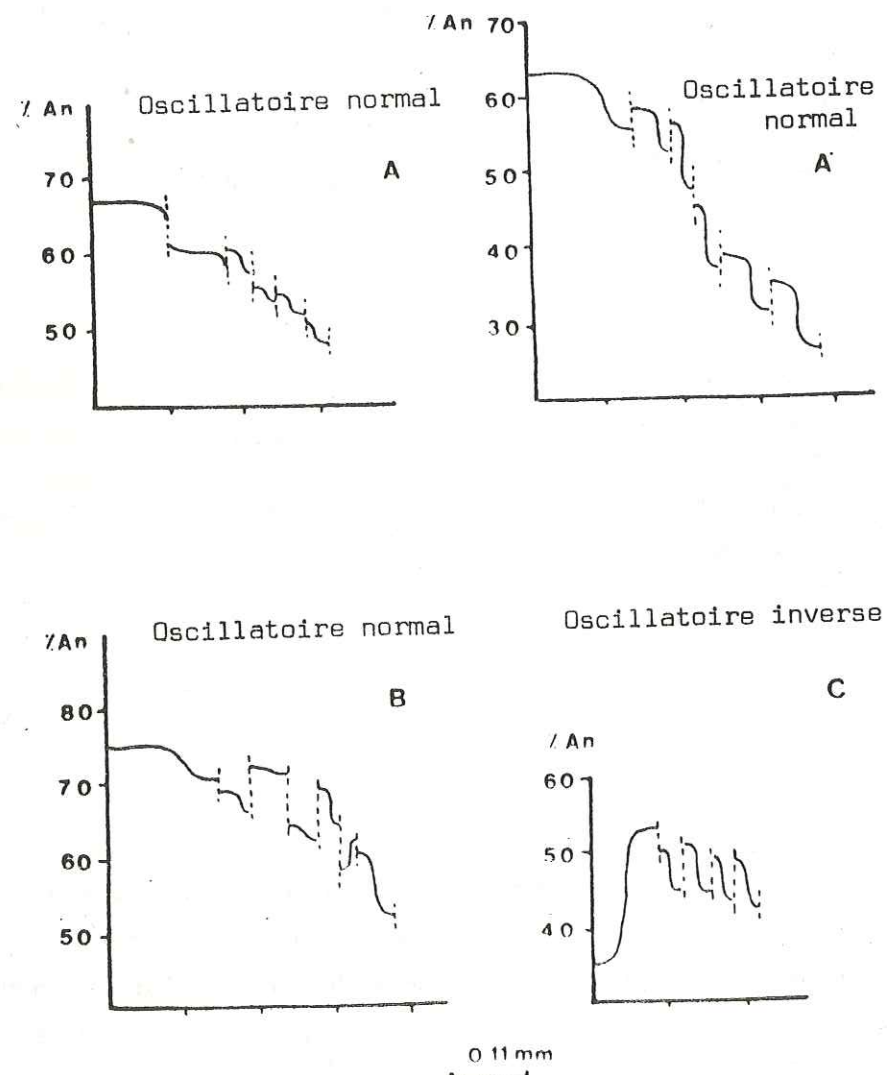 % An
Oscillatoire normal
A
70
60
50
% An 70
Oscillatoire
normal
A'
60
50
40
30
% An
Oscillatoire normal
B
80
70
60
50
Oscillatoire inverse
C
% An
60
50
40
0 11 mm